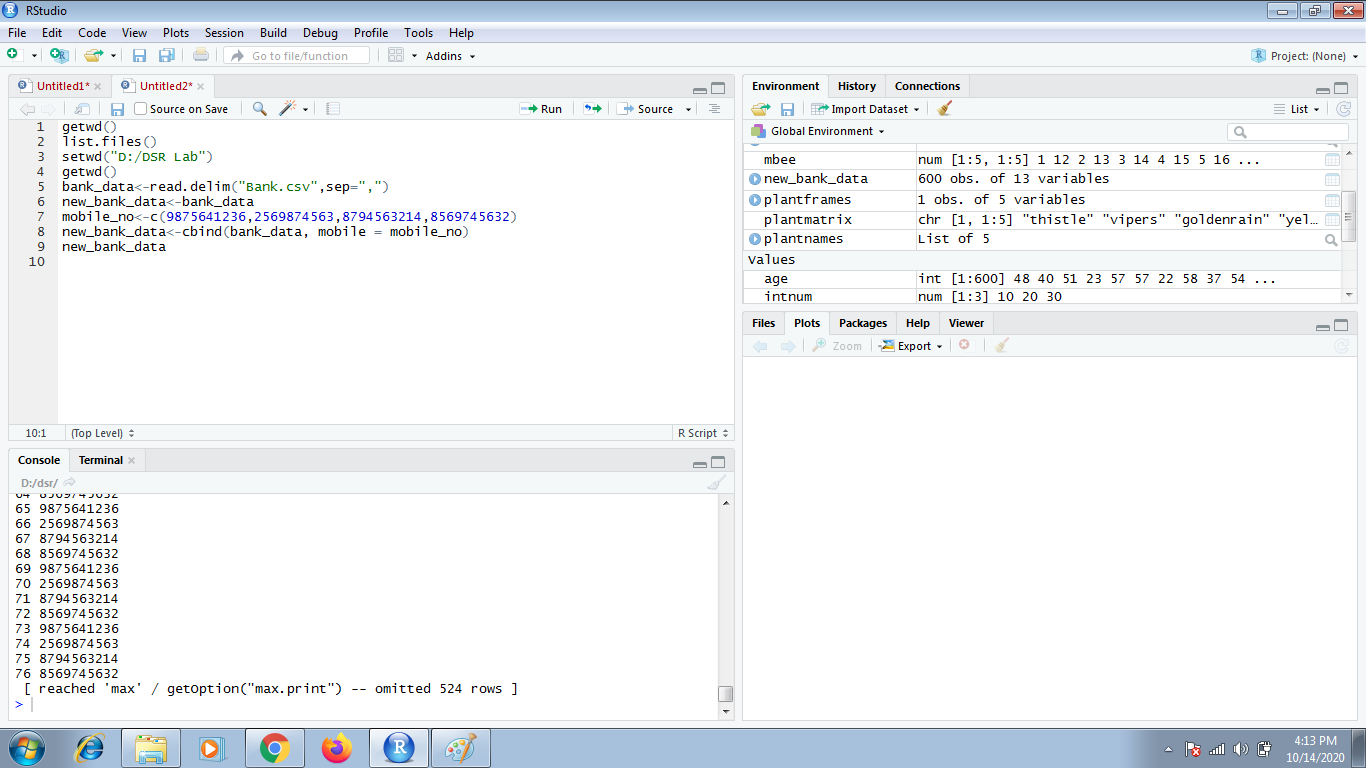 RStudio
File Edit Code View Plots Session Build Debug Profile Tools Help
Go to file/function Addins Project: (None)
Untitled1* Untitled2*
Source on Save Run Source
1 getwd()
2 list.files()
3 setwd("D:/DSR Lab")
4 getwd()
5 bank_data<-read.delim("Bank.csv",sep=",")
6 new_bank_data<-bank_data
7 mobile_no<-c(9875641236,2569874563,8794563214,8569745632)
8 new_bank_data<-cbind(bank_data, mobile = mobile_no)
9 new_bank_data
10
10:1 (Top Level) R Script
Console Terminal
D:/dsr/
64 8569745632
65 9875641236
66 2569874563
67 8794563214
68 8569745632
69 9875641236
70 2569874563
71 8794563214
72 8569745632
73 9875641236
74 2569874563
75 8794563214
76 8569745632
[ reached 'max' / getOption("max.print") -- omitted 524 rows ]
>
Environment History Connections
Import Dataset List
Global Environment
mbee num [1:5, 1:5] 1 12 2 13 3 14 4 15 5 16 ...
new_bank_data 600 obs. of 13 variables
plantframes 1 obs. of 5 variables
plantmatrix chr [1, 1:5] "thistle" "vipers" "goldenrain" "yel…
plantnames List of 5
Values
age int [1:600] 48 40 51 23 57 57 22 58 37 54 ...
intnum num [1:3] 10 20 30
Files Plots Packages Help Viewer
Zoom Export
4:13 PM
10/14/2020